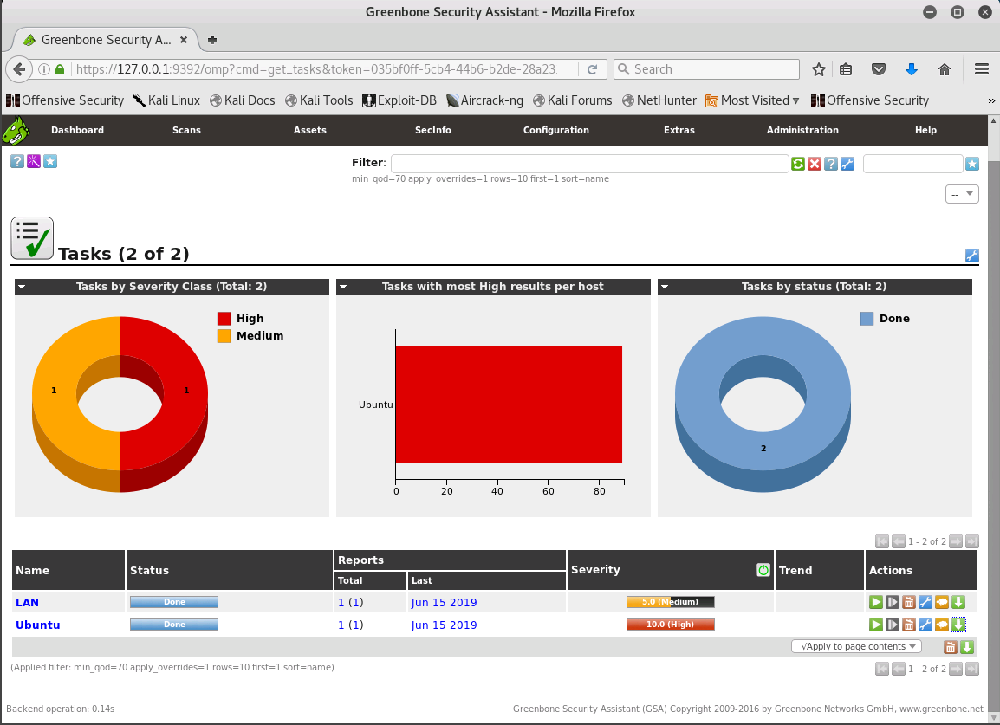 Greenbone Security Assistant - Mozilla Firefox
Greenbone Security A...
https://127.0.0.1:9392/omp?cmd=get_tasks&token=035bf0ff-5cb4-44b6-b2de-28a23
Search
Offensive Security Kali Linux Kali Docs Kali Tools Exploit-DB Aircrack-ng Kali Forums NetHunter Most Visited Offensive Security
Dashboard Scans Assets SecInfo Configuration Extras Administration Help
Filter:
min_qod=70 apply_overrides=1 rows=10 first=1 sort=name
--
Tasks (2 of 2)
Tasks by Severity Class (Total: 2)
High
Medium
1 1
Tasks with most High results per host
Ubuntu
0 20 40 60 80
Tasks by status (Total: 2)
Done
2
1 - 2 of 2
Name Status Reports Severity Trend Actions
Total Last
LAN Done 1 (1) Jun 15 2019 5.0 (Medium)
Ubuntu Done 1 (1) Jun 15 2019 10.0 (High)
√Apply to page contents
(Applied filter: min_qod=70 apply_overrides=1 rows=10 first=1 sort=name)
1 - 2 of 2
Backend operation: 0.14s
Greenbone Security Assistant (GSA) Copyright 2009-2016 by Greenbone Networks GmbH, www.greenbone.net